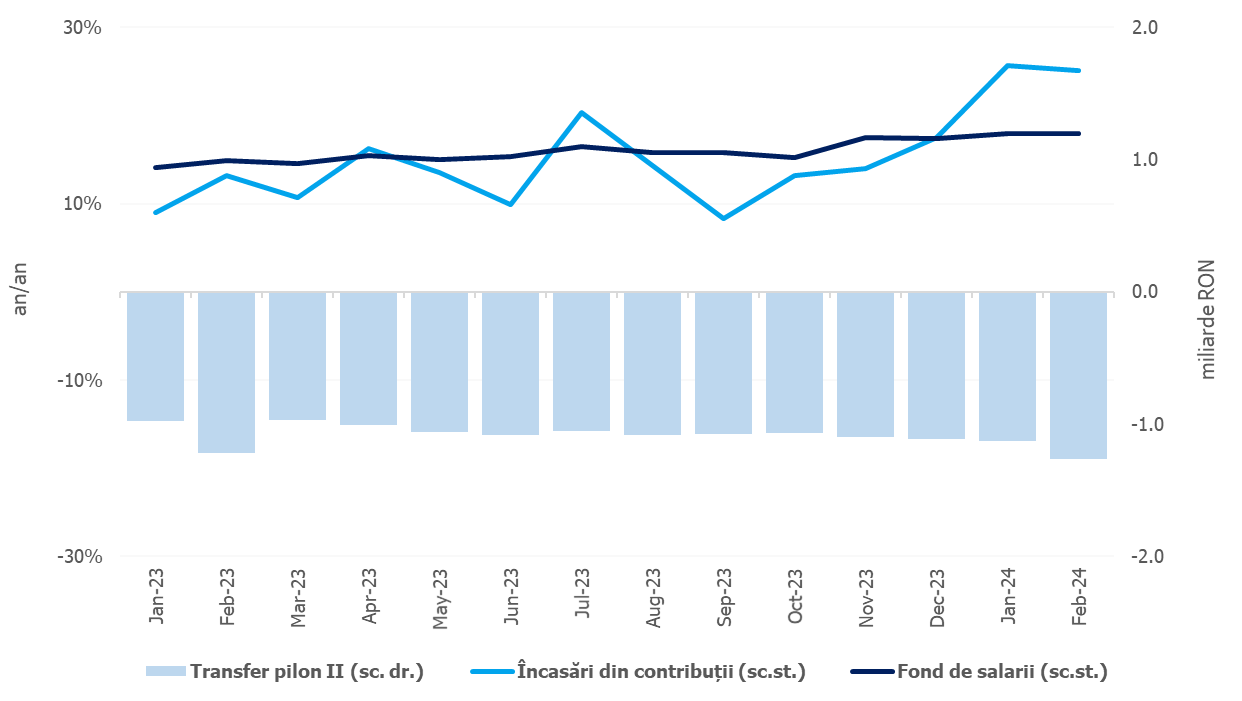 30%
10%
-10%
-30%
an/an
2.0
1.0
0.0
-1.0
-2.0
miliarde RON
Jan-23
Feb-23
Mar-23
Apr-23
May-23
Jun-23
Jul-23
Aug-23
Sep-23
Oct-23
Nov-23
Dec-23
Jan-24
Feb-24
Transfer pilon II (sc. dr.)
Încasări din contribuții (sc.st.)
Fond de salarii (sc.st.)